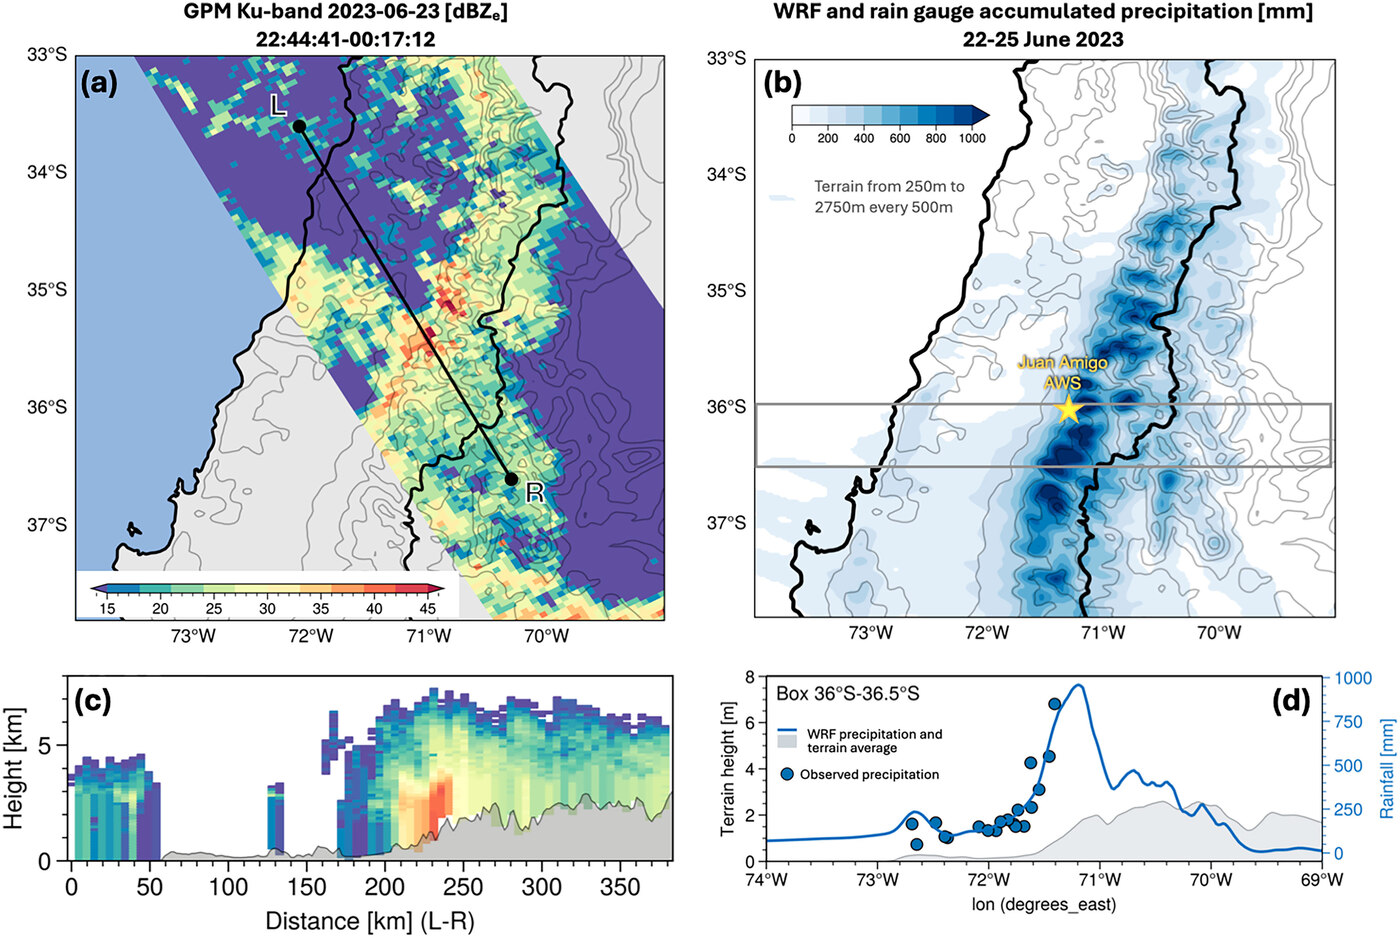 GPM Ku-band 2023-06-23 [dBZₑ]
22:44:41-00:17:12
(a)
33°S
34°S
35°S
36°S
37°S
L
R
15 20 25 30 35 40 45
73°W 72°W 71°W 70°W
WRF and rain gauge accumulated precipitation [mm]
22-25 June 2023
(b)
33°S
34°S
35°S
36°S
37°S
0 200 400 600 800 1000
Terrain from 250m to
2750m every 500m
Juan Amigo
AWS
73°W 72°W 71°W 70°W
(c)
Height [km]
5
0
0 50 100 150 200 250 300 350
Distance [km] (L-R)
(d)
Box 36°S-36.5°S
WRF precipitation and
terrain average
Observed precipitation
Terrain height [m]
8
6
4
2
0
1000
750
500
250
0
Rainfall [mm]
74°W 73°W 72°W 71°W 70°W 69°W
lon (degrees_east)